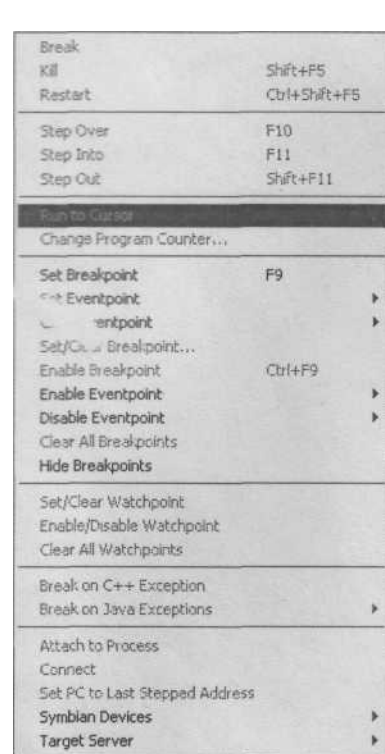 Break
Kill Shift+F5
Restart Ctrl+Shift+F5
Step Over F10
Step Into F11
Step Out Shift+F11
Run to Cursor
Change Program Counter...
Set Breakpoint F9
Eventpoint
Set/Clear Breakpoint...
Enable Breakpoint Ctrl+F9
Enable Eventpoint
Disable Eventpoint
Clear All Breakpoints
Hide Breakpoints
Set/Clear Watchpoint
Enable/Disable Watchpoint
Clear All Watchpoints
Break on C++ Exception
Break on Java Exceptions
Attach to Process
Connect
Set PC to Last Stepped Address
Symbian Devices
Target Server